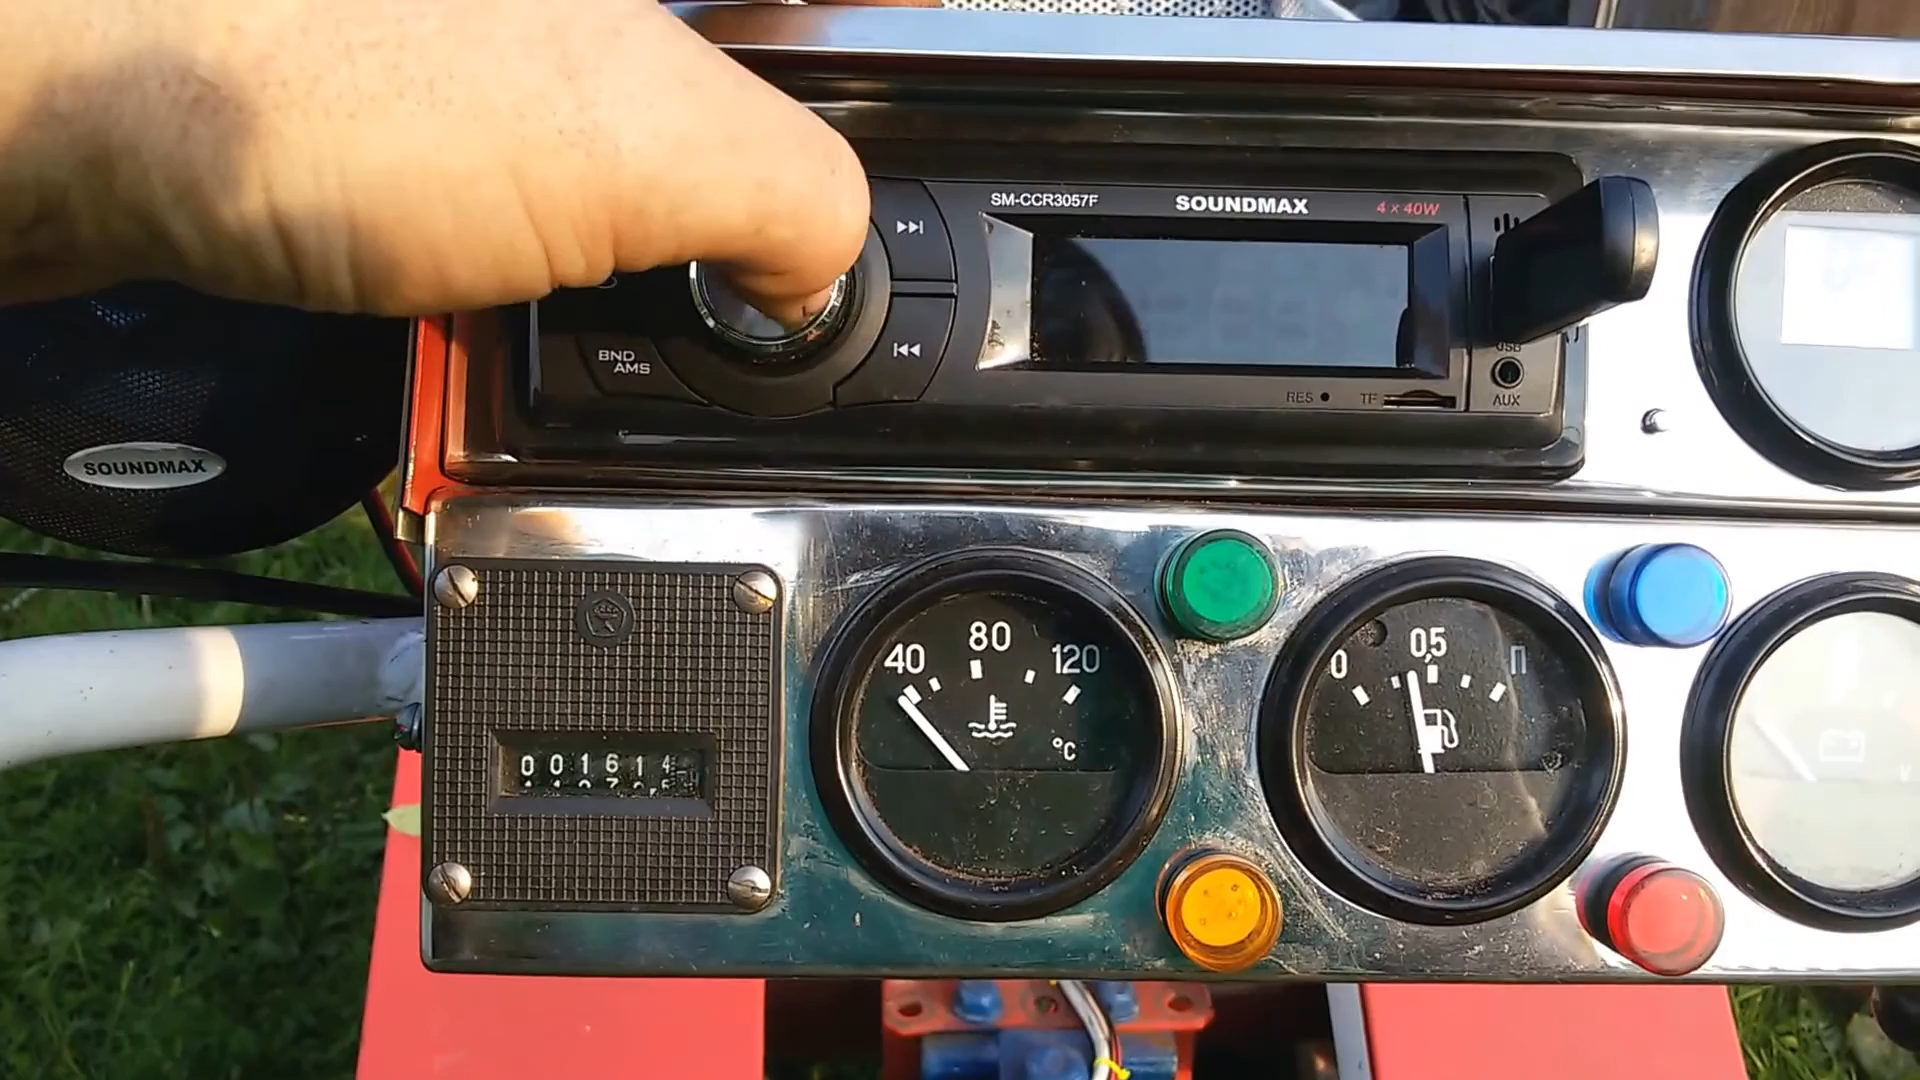 SM-CCR3057F
SOUNDMAX
4 × 40W
BND
AMS
USB
RES
TF
AUX
SOUNDMAX
40
80
120
°C
0
0,5
П
001614